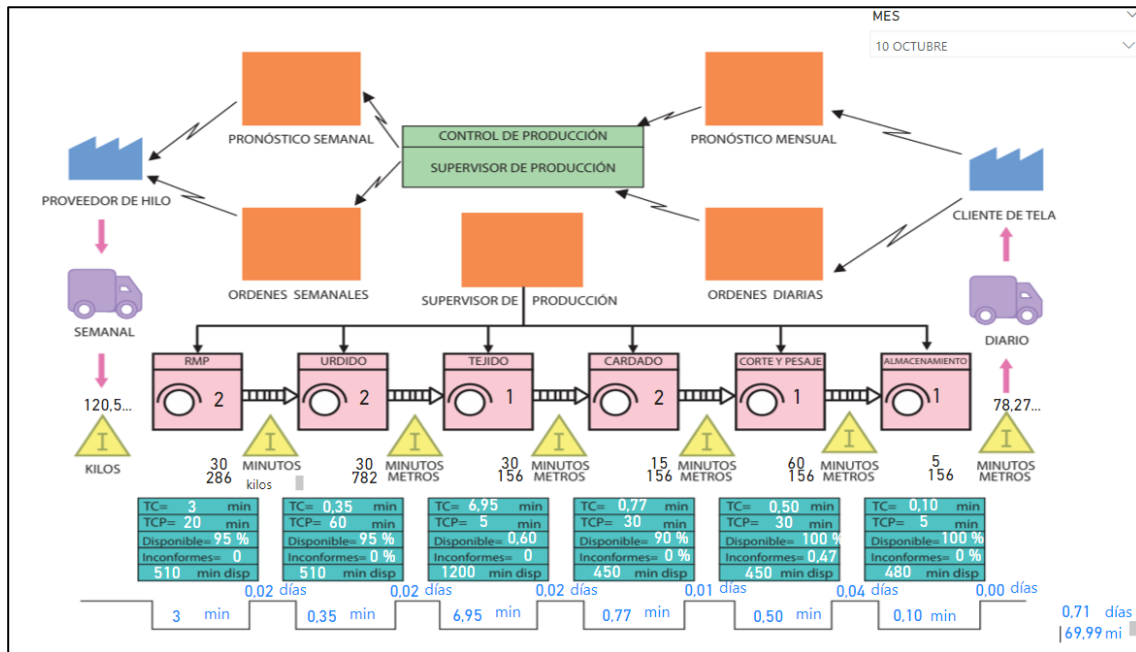 MES
10 OCTUBRE
PRONÓSTICO SEMANAL
CONTROL DE PRODUCCIÓN
SUPERVISOR DE PRODUCCIÓN
PRONÓSTICO MENSUAL
PROVEEDOR DE HILO
CLIENTE DE TELA
ORDENES SEMANALES
SUPERVISOR DE PRODUCCIÓN
ORDENES DIARIAS
SEMANAL
DIARIO
RMP
URDIDO
TEJIDO
CARDADO
CORTE Y PESAJE
ALMACENAMIENTO
2
2
1
2
1
1
120,5...
78,27...
I
I
I
I
I
I
I
KILOS
30 MINUTOS
286 METROS
kilos
30 MINUTOS
782 METROS
30 MINUTOS
156 METROS
15 MINUTOS
156 METROS
60 MINUTOS
156 METROS
5 MINUTOS
156 METROS
TC= 3 min
TCP= 20 min
Disponible= 95 %
Inconformes= 0
510 min disp
TC= 0,35 min
TCP= 60 min
Disponible= 95 %
Inconformes= 0 %
510 min disp
TC= 6,95 min
TCP= 5 min
Disponible= 0,60
Inconformes= 0
1200 min disp
TC= 0,77 min
TCP= 30 min
Disponible= 90 %
Inconformes= 0 %
450 min disp
TC= 0,50 min
TCP= 30 min
Disponible= 100 %
Inconformes= 0,47
450 min disp
TC= 0,10 min
TCP= 5 min
Disponible= 100 %
Inconformes= 0 %
480 min disp
0,02 días
0,02 días
0,02 días
0,01 días
0,04 días
0,00 días
3 min
0,35 min
6,95 min
0,77 min
0,50 min
0,10 min
0,71 días
69,99 mi